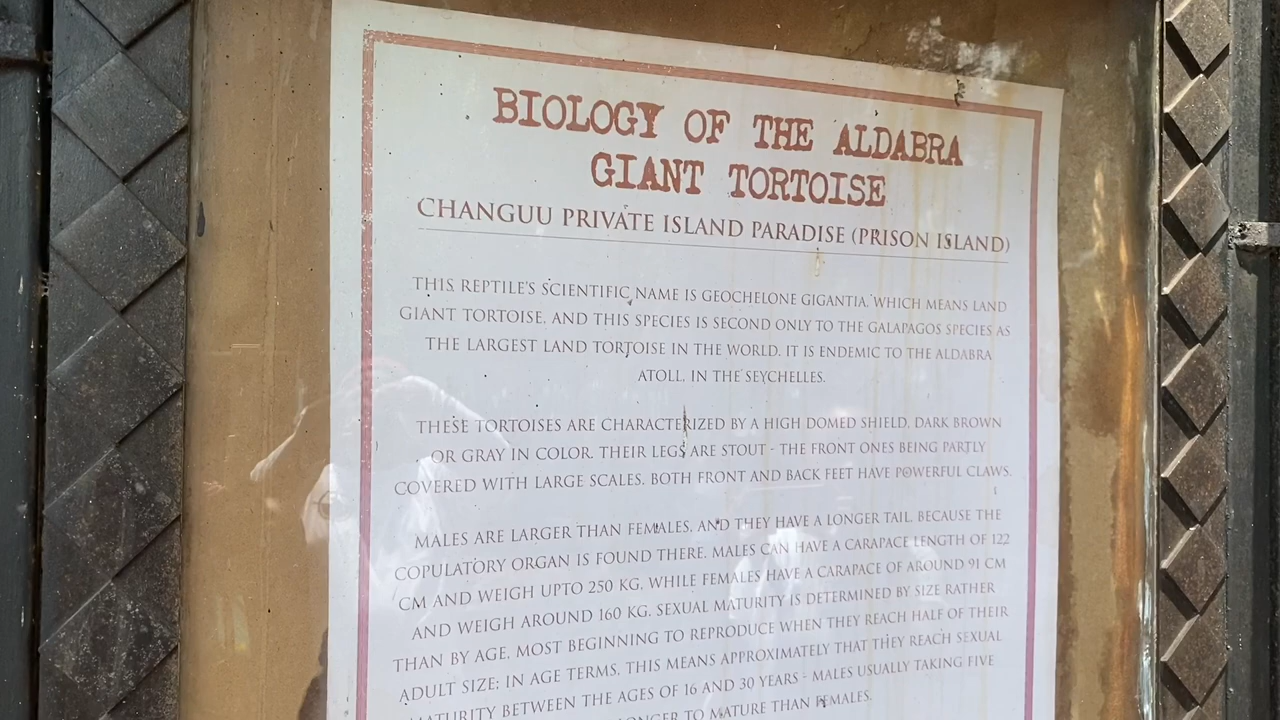 BIOLOGY OF THE ALDABRA
GIANT TORTOISE
CHANGUU PRIVATE ISLAND PARADISE (PRISON ISLAND)
THIS REPTILE'S SCIENTIFIC NAME IS GEOCHELONE GIGANTIA, WHICH MEANS LAND
GIANT TORTOISE, AND THIS SPECIES IS SECOND ONLY TO THE GALAPAGOS SPECIES AS
THE LARGEST LAND TORTOISE IN THE WORLD. IT IS ENDEMIC TO THE ALDABRA
ATOLL, IN THE SEYCHELLES.
THESE TORTOISES ARE CHARACTERIZED BY A HIGH DOMED SHIELD, DARK BROWN
OR GRAY IN COLOR. THEIR LEGS ARE STOUT - THE FRONT ONES BEING PARTLY
COVERED WITH LARGE SCALES. BOTH FRONT AND BACK FEET HAVE POWERFUL CLAWS.
MALES ARE LARGER THAN FEMALES, AND THEY HAVE A LONGER TAIL, BECAUSE THE
COPULATORY ORGAN IS FOUND THERE. MALES CAN HAVE A CARAPACE LENGTH OF 122
CM AND WEIGH UPTO 250 KG, WHILE FEMALES HAVE A CARAPACE OF AROUND 91 CM
AND WEIGH AROUND 160 KG. SEXUAL MATURITY IS DETERMINED BY SIZE RATHER
THAN BY AGE, MOST BEGINNING TO REPRODUCE WHEN THEY REACH HALF OF THEIR
ADULT SIZE; IN AGE TERMS, THIS MEANS APPROXIMATELY THAT THEY REACH SEXUAL
MATURITY BETWEEN THE AGES OF 16 AND 30 YEARS - MALES USUALLY TAKING FIVE
LONGER TO MATURE THAN FEMALES.